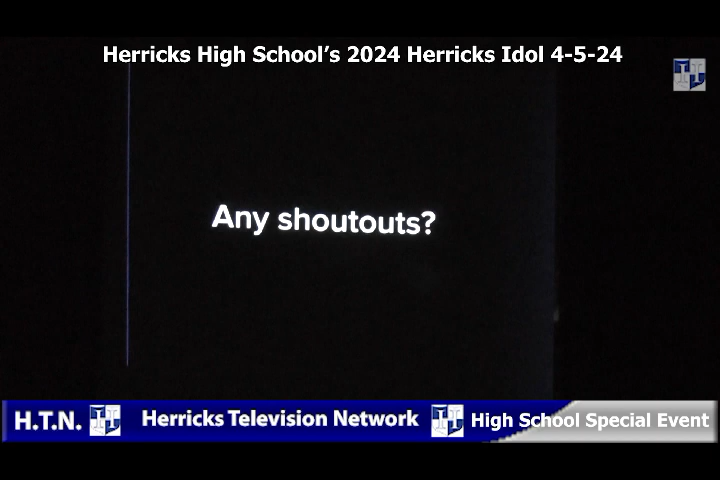 Herricks High School’s 2024 Herricks Idol 4-5-24
Any shoutouts?
H.T.N. Herricks Television Network High School Special Event